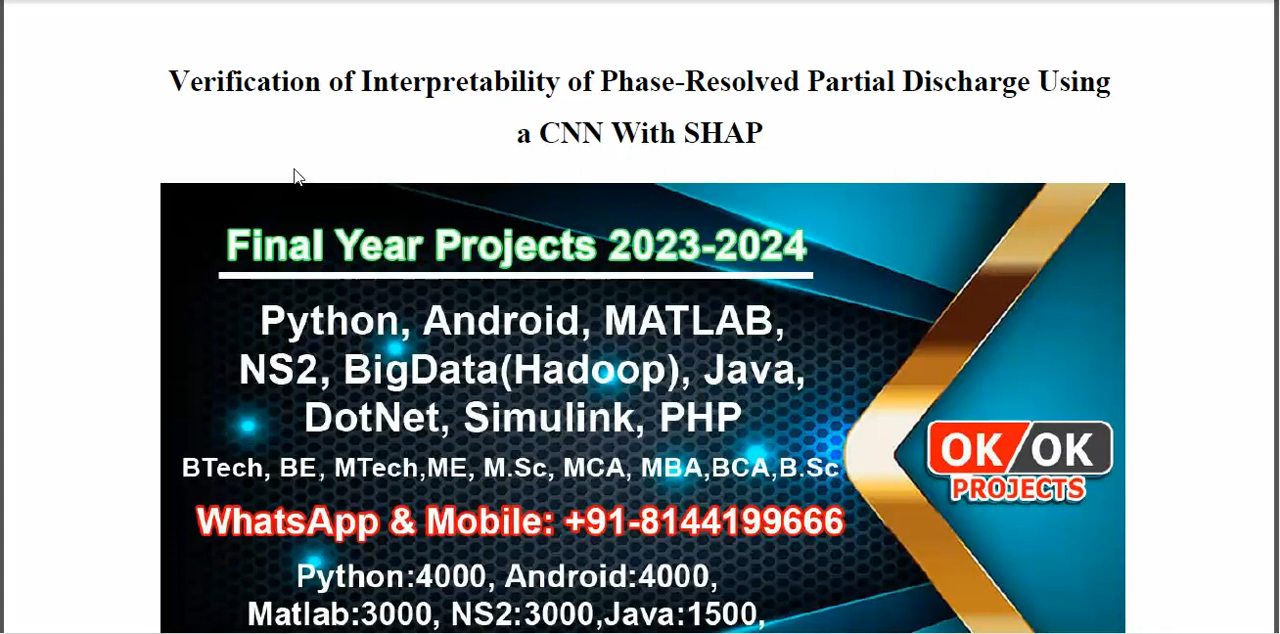 Verification of Interpretability of Phase-Resolved Partial Discharge Using
a CNN With SHAP
Final Year Projects 2023-2024
Python, Android, MATLAB,
NS2, BigData(Hadoop), Java,
DotNet, Simulink, PHP
BTech, BE, MTech,ME, M.Sc, MCA, MBA,BCA,B.Sc
WhatsApp & Mobile: +91-8144199666
Python:4000, Android:4000,
Matlab:3000, NS2:3000,Java:1500,
OK/OK
PROJECTS